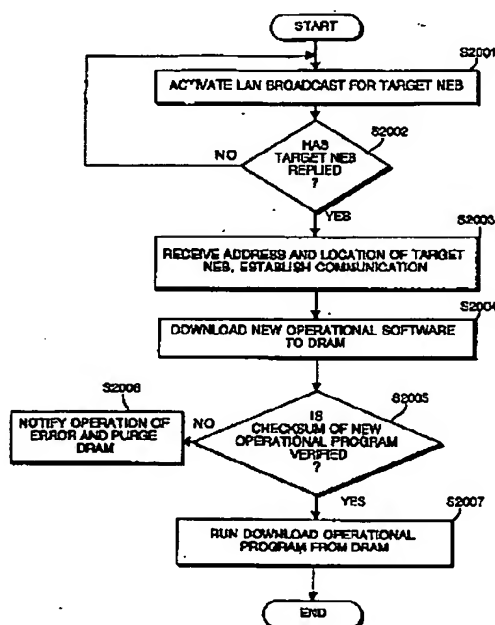 START
S2001
ACTIVATE LAN BROADCAST FOR TARGET NEB
S2002
HAS
TARGET NEB
REPLIED
?
NO
YES
S2003
RECEIVE ADDRESS AND LOCATION OF TARGET
NEB, ESTABLISH COMMUNICATION
S2004
DOWNLOAD NEW OPERATIONAL SOFTWARE
TO DRAM
S2006
S2005
NOTIFY OPERATION OF
ERROR AND PURGE
DRAM
NO
IS
CHECKSUM OF NEW
OPERATIONAL PROGRAM
VERIFIED
?
YES
S2007
RUN DOWNLOAD OPERATIONAL
PROGRAM FROM DRAM
END